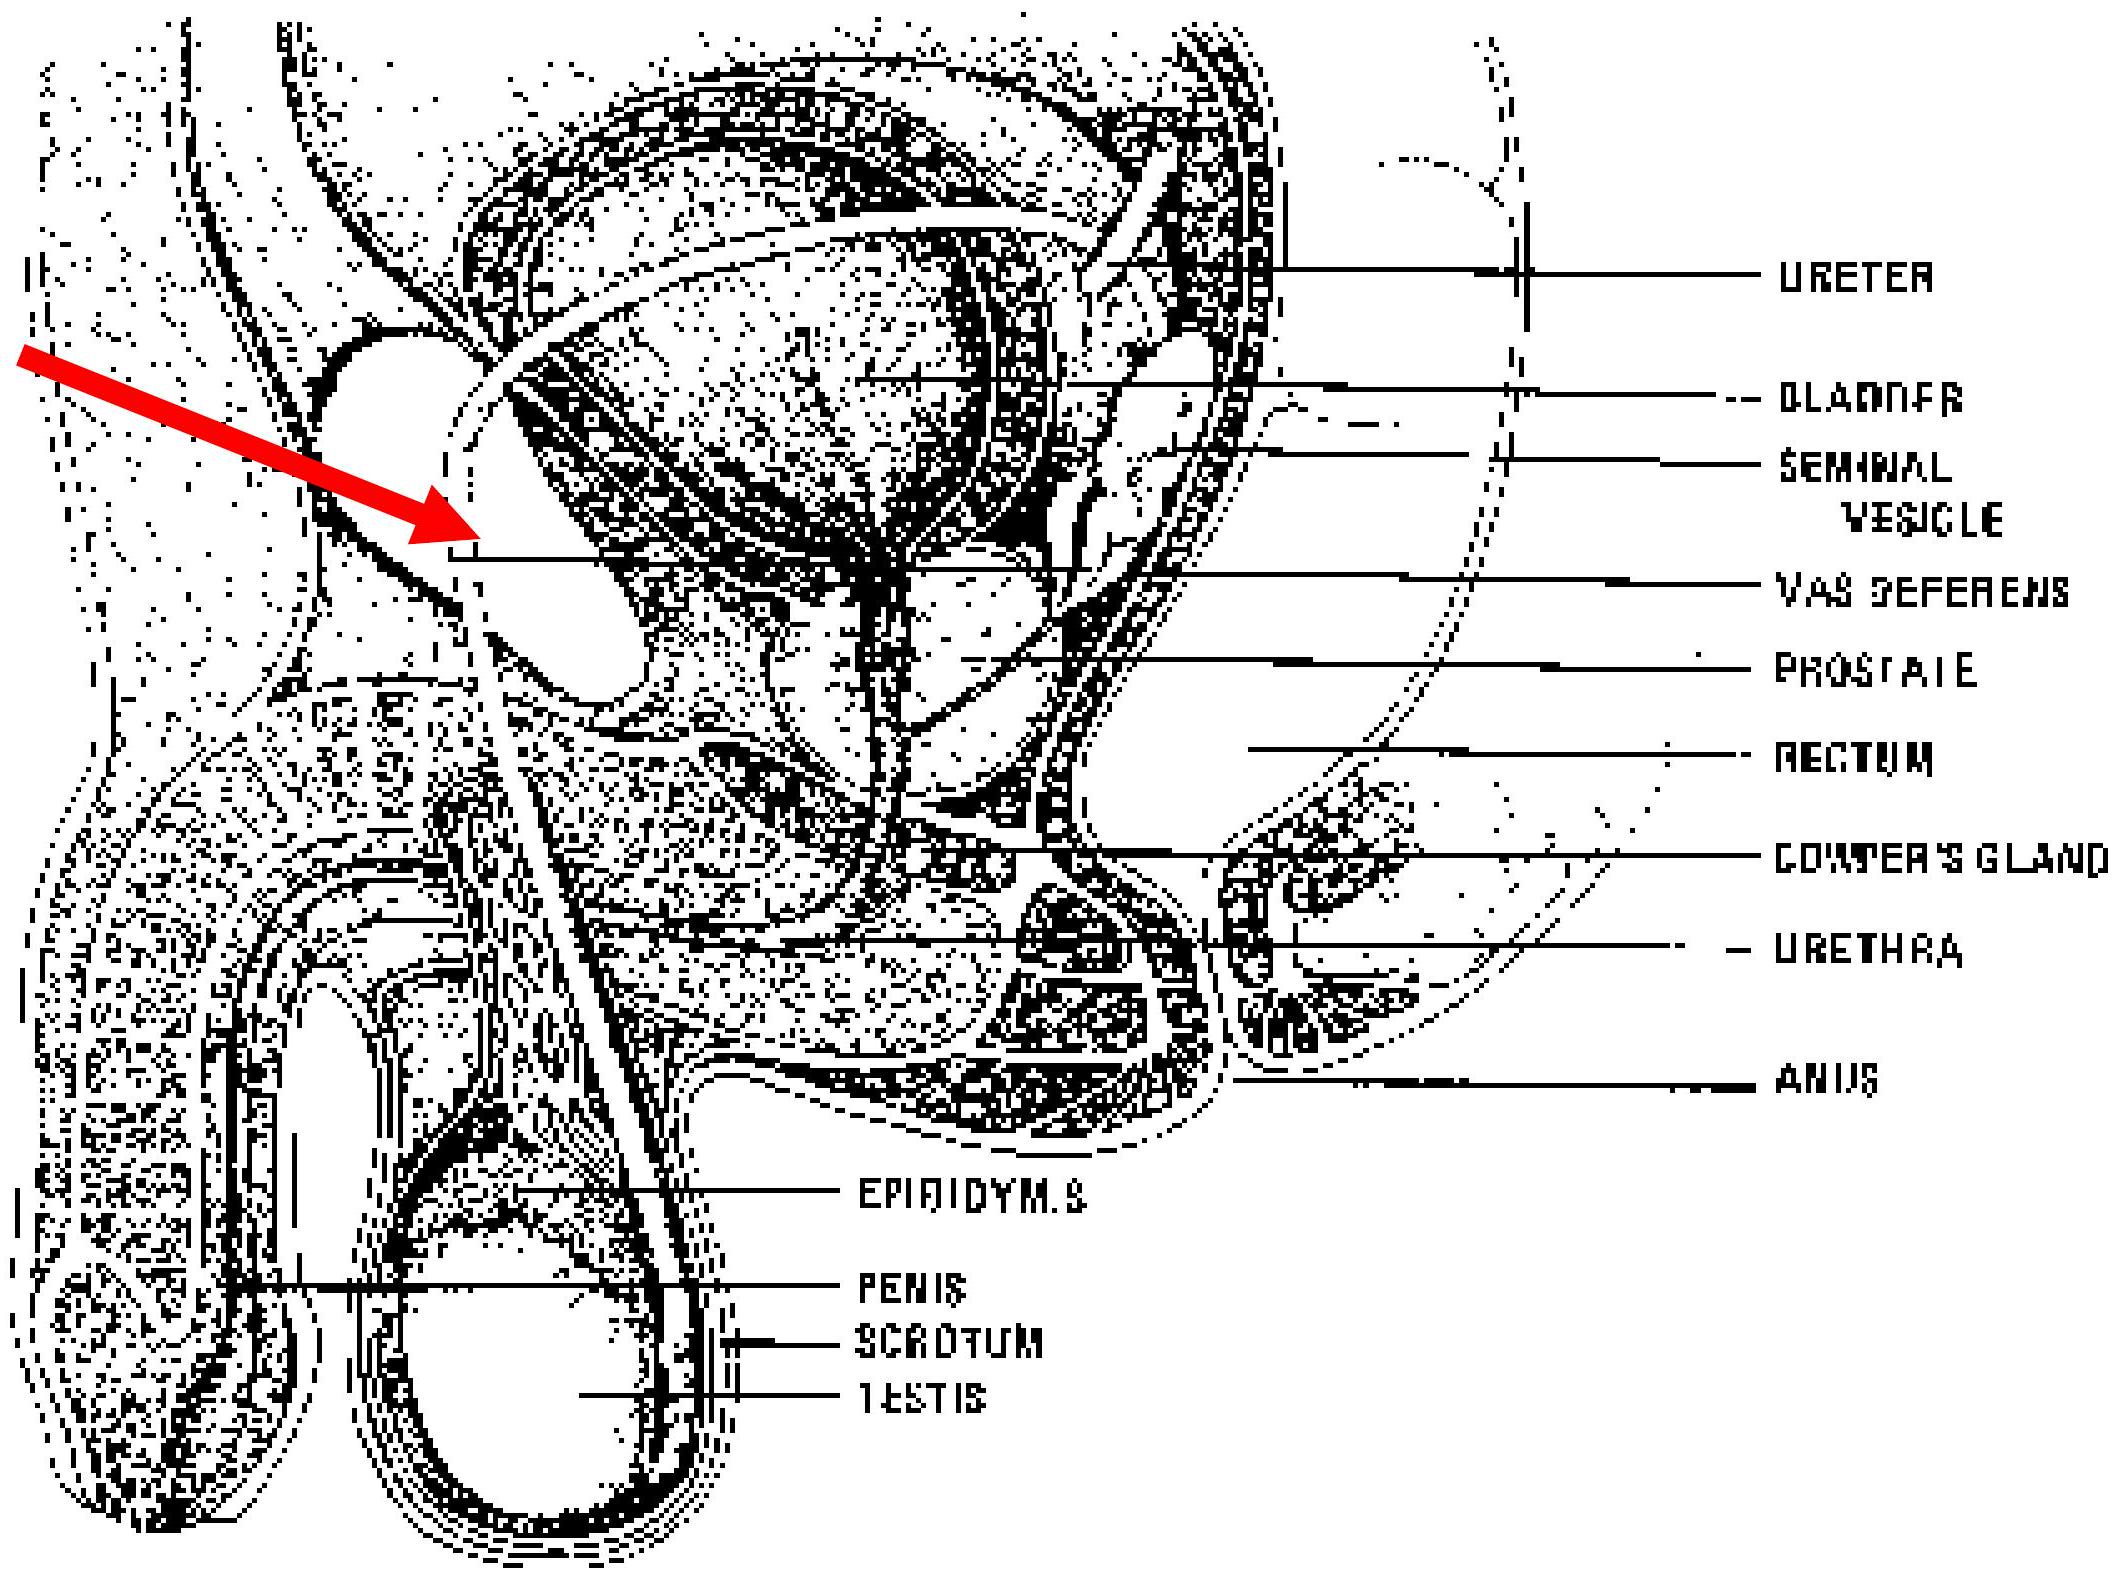 URETER
BLADDER
SEMINAL
VESICLE
VAS DEFERENS
PROSTATE
RECTUM
COWPER'S GLAND
URETHRA
ANUS
EPIDIDYMIS
PENIS
SCROTUM
TESTIS